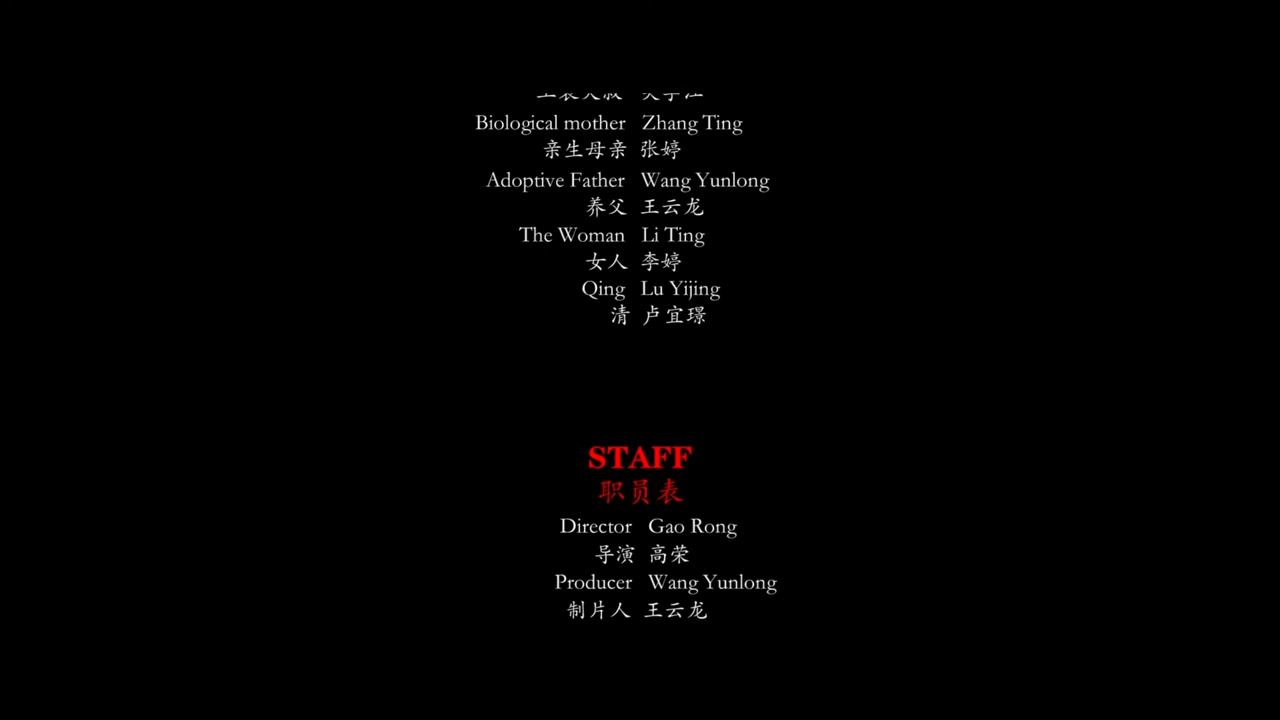 Biological mother Zhang Ting
亲生母亲 张婷
Adoptive Father Wang Yunlong
养父 王云龙
The Woman Li Ting
女人 李婷
Qing Lu Yijing
清 卢宜璟
STAFF
职员表
Director Gao Rong
导演 高荣
Producer Wang Yunlong
制片人 王云龙